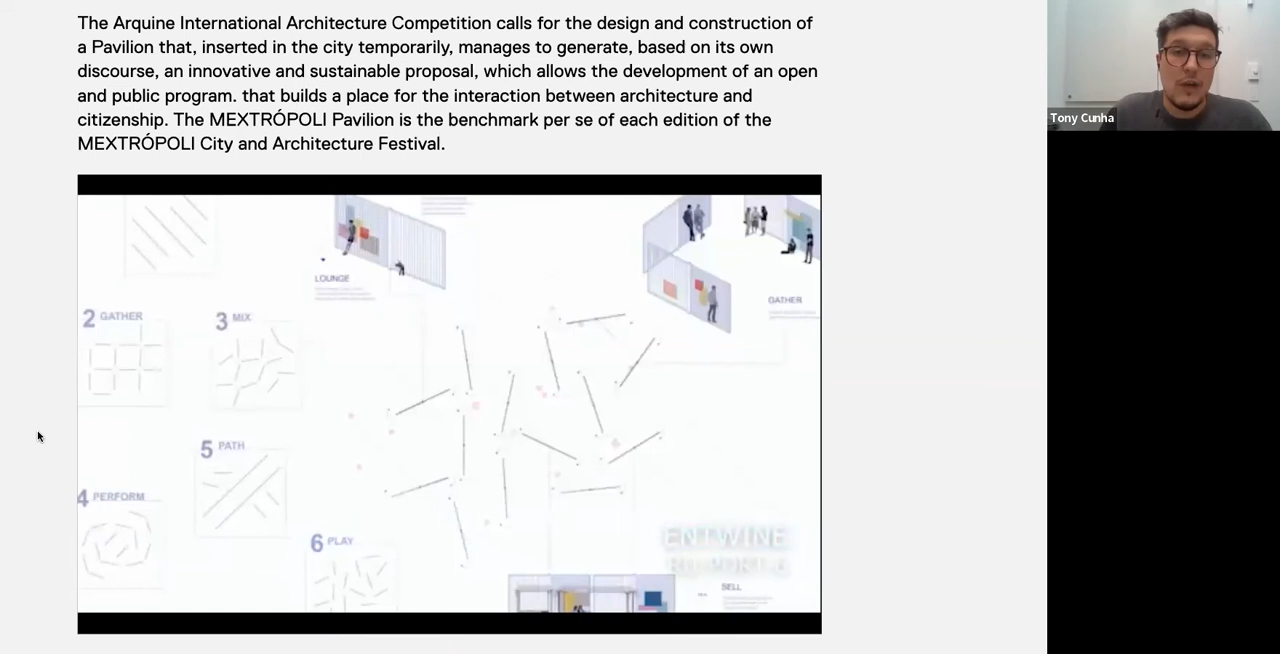 The Arquine International Architecture Competition calls for the design and construction of
a Pavilion that, inserted in the city temporarily, manages to generate, based on its own
discourse, an innovative and sustainable proposal, which allows the development of an open
and public program. that builds a place for the interaction between architecture and
citizenship. The MEXTRÓPOLI Pavilion is the benchmark per se of each edition of the
MEXTRÓPOLI City and Architecture Festival.
Tony Cunha
LOUNGE
GATHER
2 GATHER
3 MIX
5 PATH
4 PERFORM
6 PLAY
ENTWINE
SELL